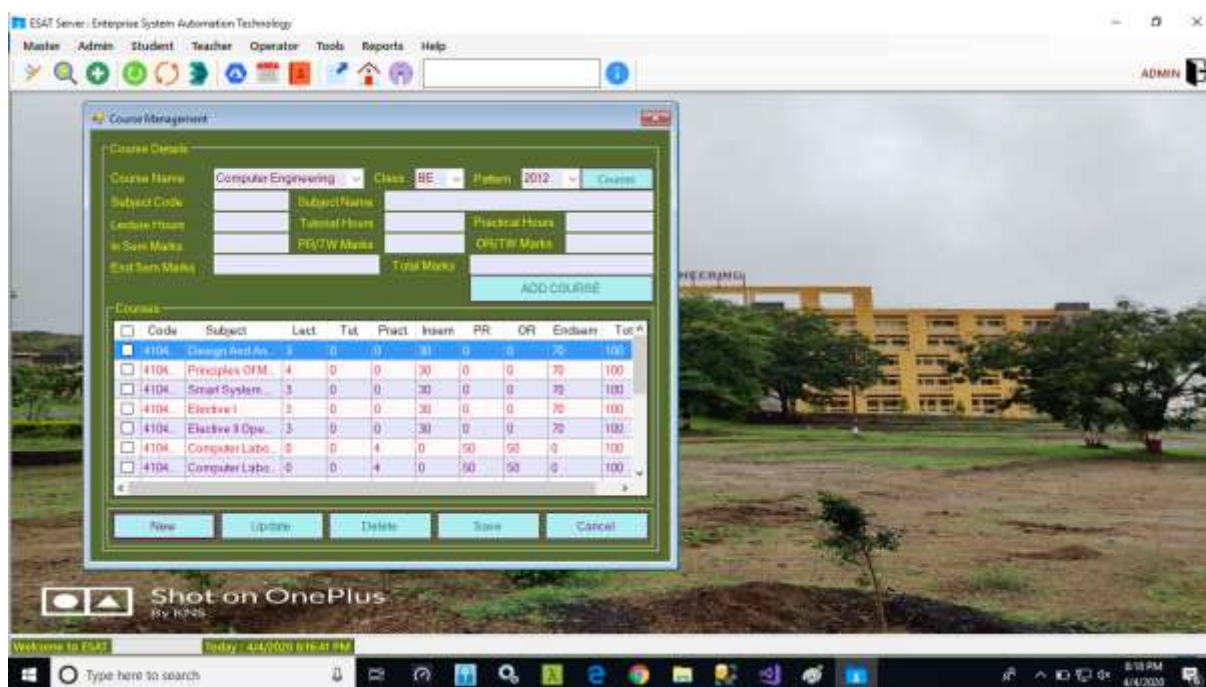 ESAT Server : Enterprise System Automation Technology
Master Admin Student Teacher Operator Tools Reports Help
ADMIN
Course Management
Course Details
Course Name Computer Engineering Class BE Pattern 2012 Courses
Subject Code Subject Name
Lecture Hours Tutorial Hours Practical Hours
In Sem Marks PR/TW Marks OR/TW Marks
End Sem Marks Total Marks
ADD COURSE
Courses
Code Subject Lect. Tut. Pract. Insem PR OR Endsem Tot
4104... Design And An... 3 0 0 30 0 0 70 100
4104... Principles Of M... 4 0 0 30 0 0 70 100
4104... Smart System... 3 0 0 30 0 0 70 100
4104... Elective I 3 0 0 30 0 0 70 100
4104... Elective II Ope... 3 0 0 30 0 0 70 100
4104... Computer Labo... 0 0 4 0 50 50 0 100
4104... Computer Labo... 0 0 4 0 50 50 0 100
New Update Delete Save Cancel
Shot on OnePlus
By KNS
Welcome to ESAT Today : 4/4/2020 6:16:41 PM
Type here to search
6:18 PM
4/4/2020